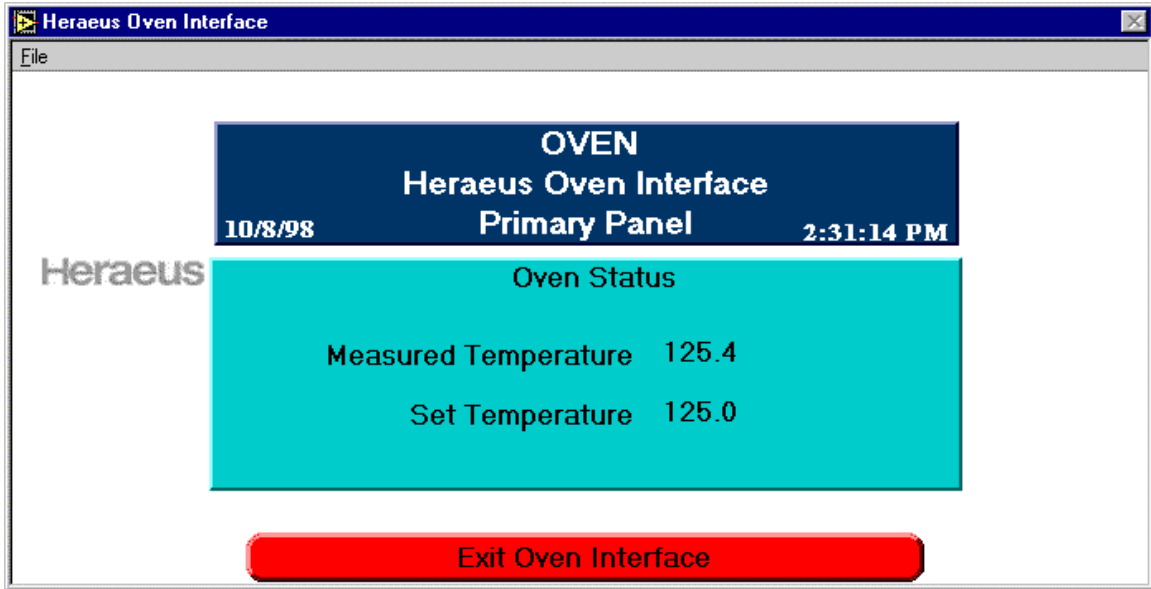 Heraeus Oven Interface
File
OVEN
Heraeus Oven Interface
Primary Panel
10/8/98
2:31:14 PM
Heraeus
Oven Status
Measured Temperature 125.4
Set Temperature 125.0
Exit Oven Interface